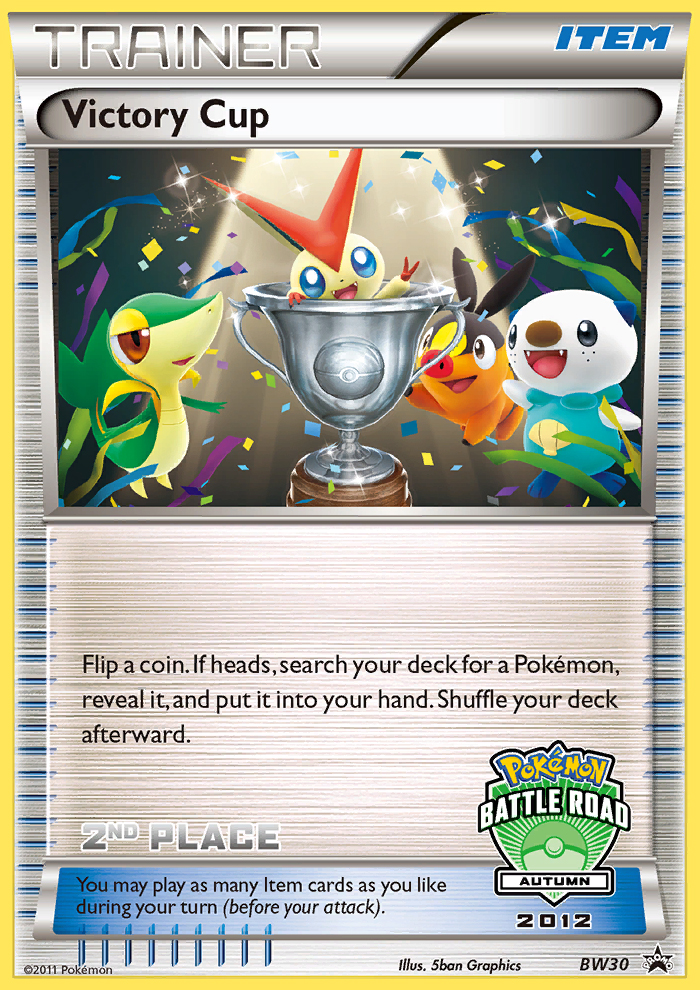 TRAINER
ITEM
Victory Cup
Flip a coin. If heads, search your deck for a Pokémon,
reveal it, and put it into your hand. Shuffle your deck
afterward.
2ND PLACE
POKéMON
BATTLE ROAD
AUTUMN
2012
You may play as many Item cards as you like
during your turn (before your attack).
©2011 Pokémon
Illus. 5ban Graphics
BW30
PROMO